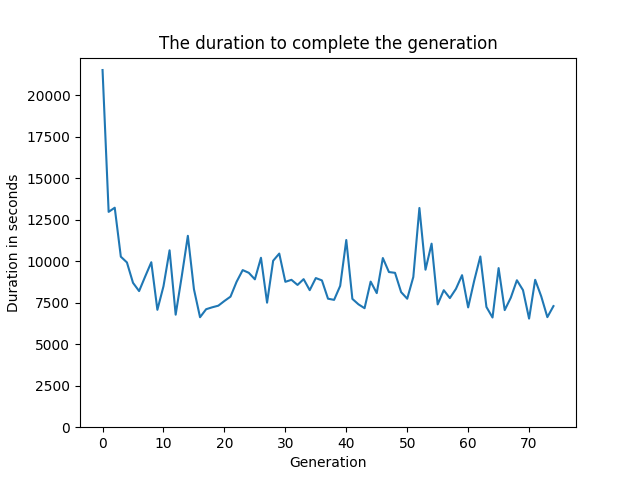 The duration to complete the generation
20000
17500
15000
12500
10000
7500
5000
2500
0
Duration in seconds
0 10 20 30 40 50 60 70
Generation